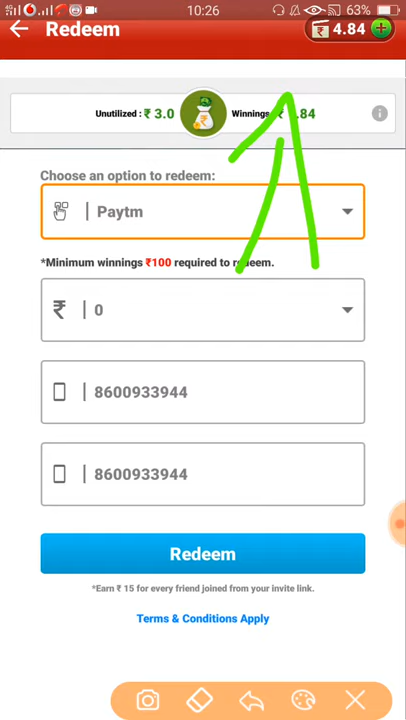 4G 10:26 63%
Redeem ₹ 4.84 +
Unutilized : ₹ 3.0 Winnings ₹ .84 i
Choose an option to redeem:
Paytm
*Minimum winnings ₹100 required to redeem.
₹ 0
8600933944
8600933944
Redeem
*Earn ₹ 15 for every friend joined from your invite link.
Terms & Conditions Apply